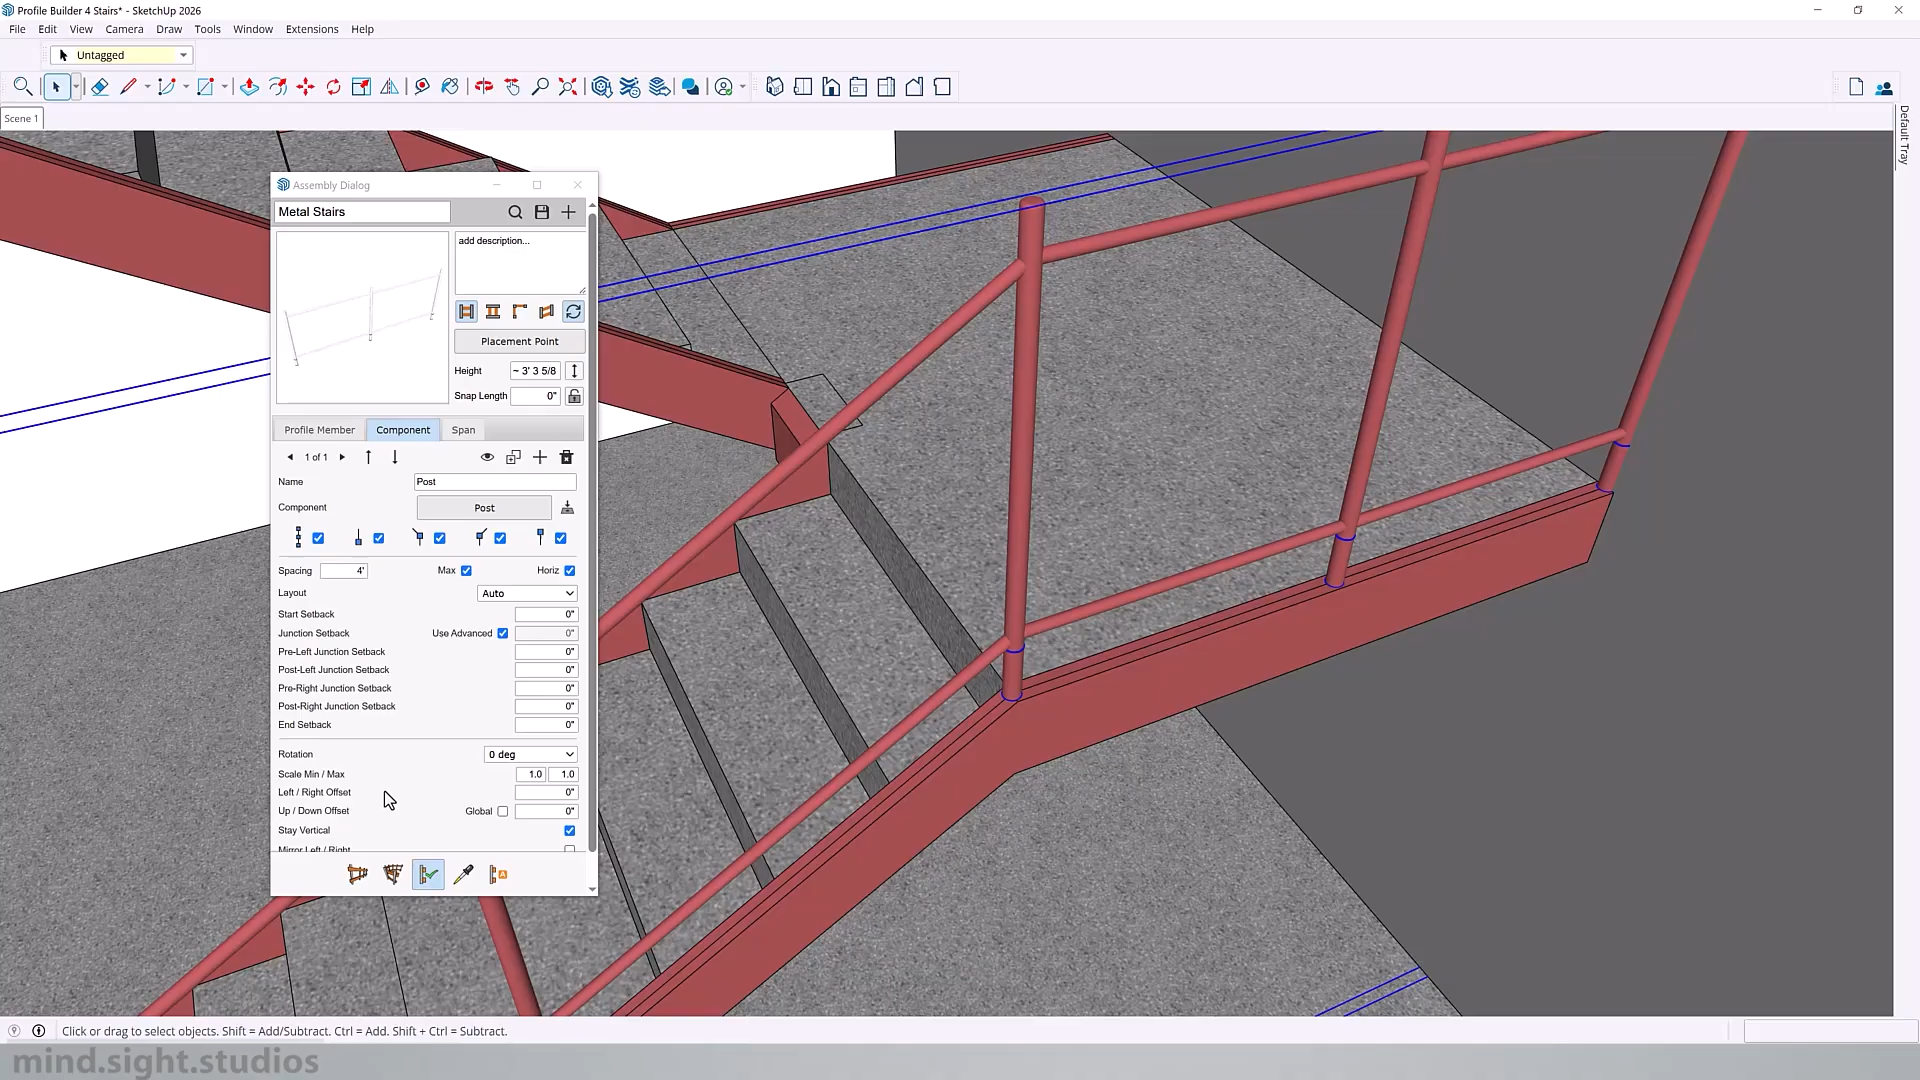 Profile Builder 4 Stairs* - SketchUp 2026
File Edit View Camera Draw Tools Window Extensions Help
Untagged
Scene 1
Default Tray
Assembly Dialog
Metal Stairs
add description...
Placement Point
Height ~ 3' 3 5/8
Snap Length 0"
Profile Member Component Span
1 of 1
Name Post
Component Post
Spacing 4' Max Horiz
Layout Auto
Start Setback 0"
Junction Setback Use Advanced 0"
Pre-Left Junction Setback 0"
Post-Left Junction Setback 0"
Pre-Right Junction Setback 0"
Post-Right Junction Setback 0"
End Setback 0"
Rotation 0 deg
Scale Min / Max 1.0 1.0
Left / Right Offset 0"
Up / Down Offset Global 0"
Stay Vertical
Mirror Left / Right
Click or drag to select objects. Shift = Add/Subtract. Ctrl = Add. Shift + Ctrl = Subtract.
mind.sight.studios